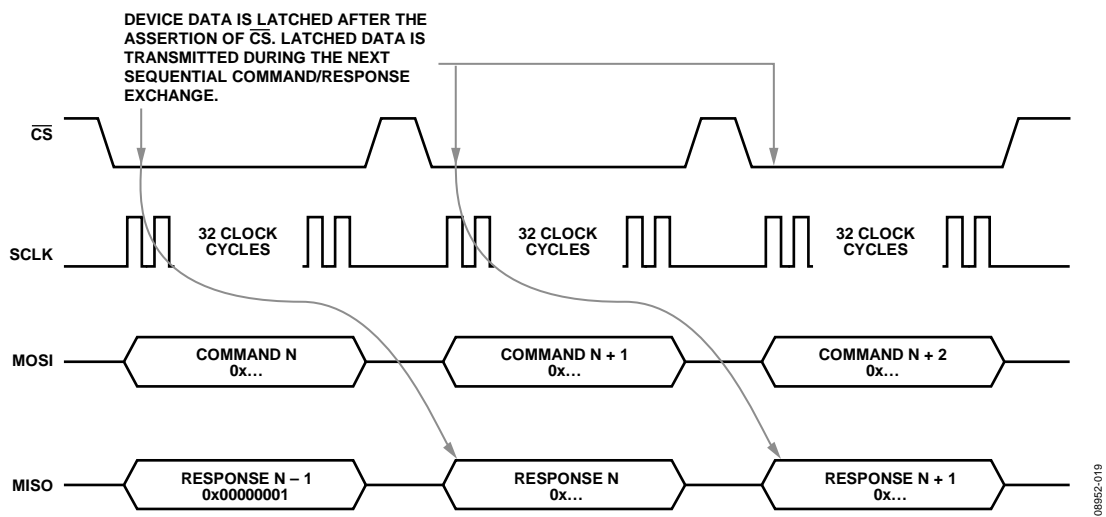 DEVICE DATA IS LATCHED AFTER THE
ASSERTION OF C̅S̅. LATCHED DATA IS
TRANSMITTED DURING THE NEXT
SEQUENTIAL COMMAND/RESPONSE
EXCHANGE.
C̅S̅
SCLK
32 CLOCK
CYCLES
32 CLOCK
CYCLES
32 CLOCK
CYCLES
MOSI
COMMAND N
0x…
COMMAND N + 1
0x…
COMMAND N + 2
0x…
MISO
RESPONSE N – 1
0x00000001
RESPONSE N
0x…
RESPONSE N + 1
0x…
08952-019